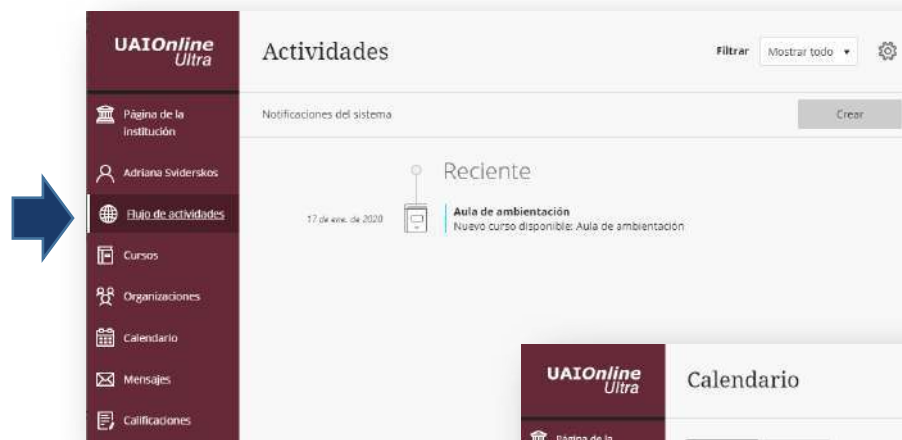 UAIOnline
Ultra
Actividades
Filtrar
Mostrar todo
Página de la
institución
Notificaciones del sistema
Crear
Adriana Sviderskos
Reciente
Flujo de actividades
17 de ene. de 2020
Aula de ambientación
Nuevo curso disponible: Aula de ambientación
Cursos
Organizaciones
Calendario
Mensajes
Calificaciones
UAIOnline
Ultra
Calendario
Página de la